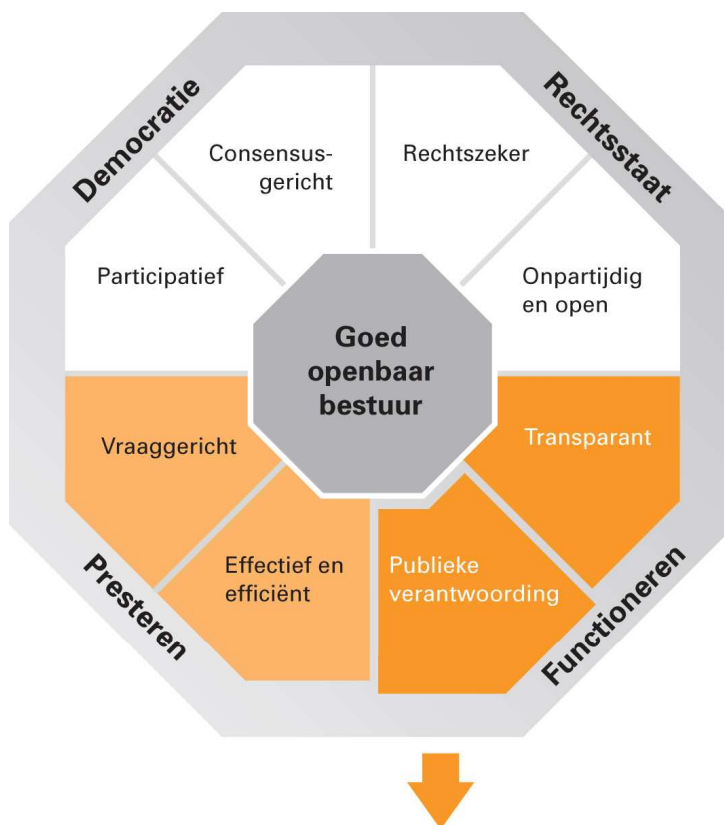 Democratie
Rechtsstaat
Consensus-
gericht
Rechtszeker
Participatief
Onpartijdig
en open
Goed
openbaar
bestuur
Vraaggericht
Transparant
Effectief en
efficiënt
Publieke
verantwoording
Presteren
Functioneren